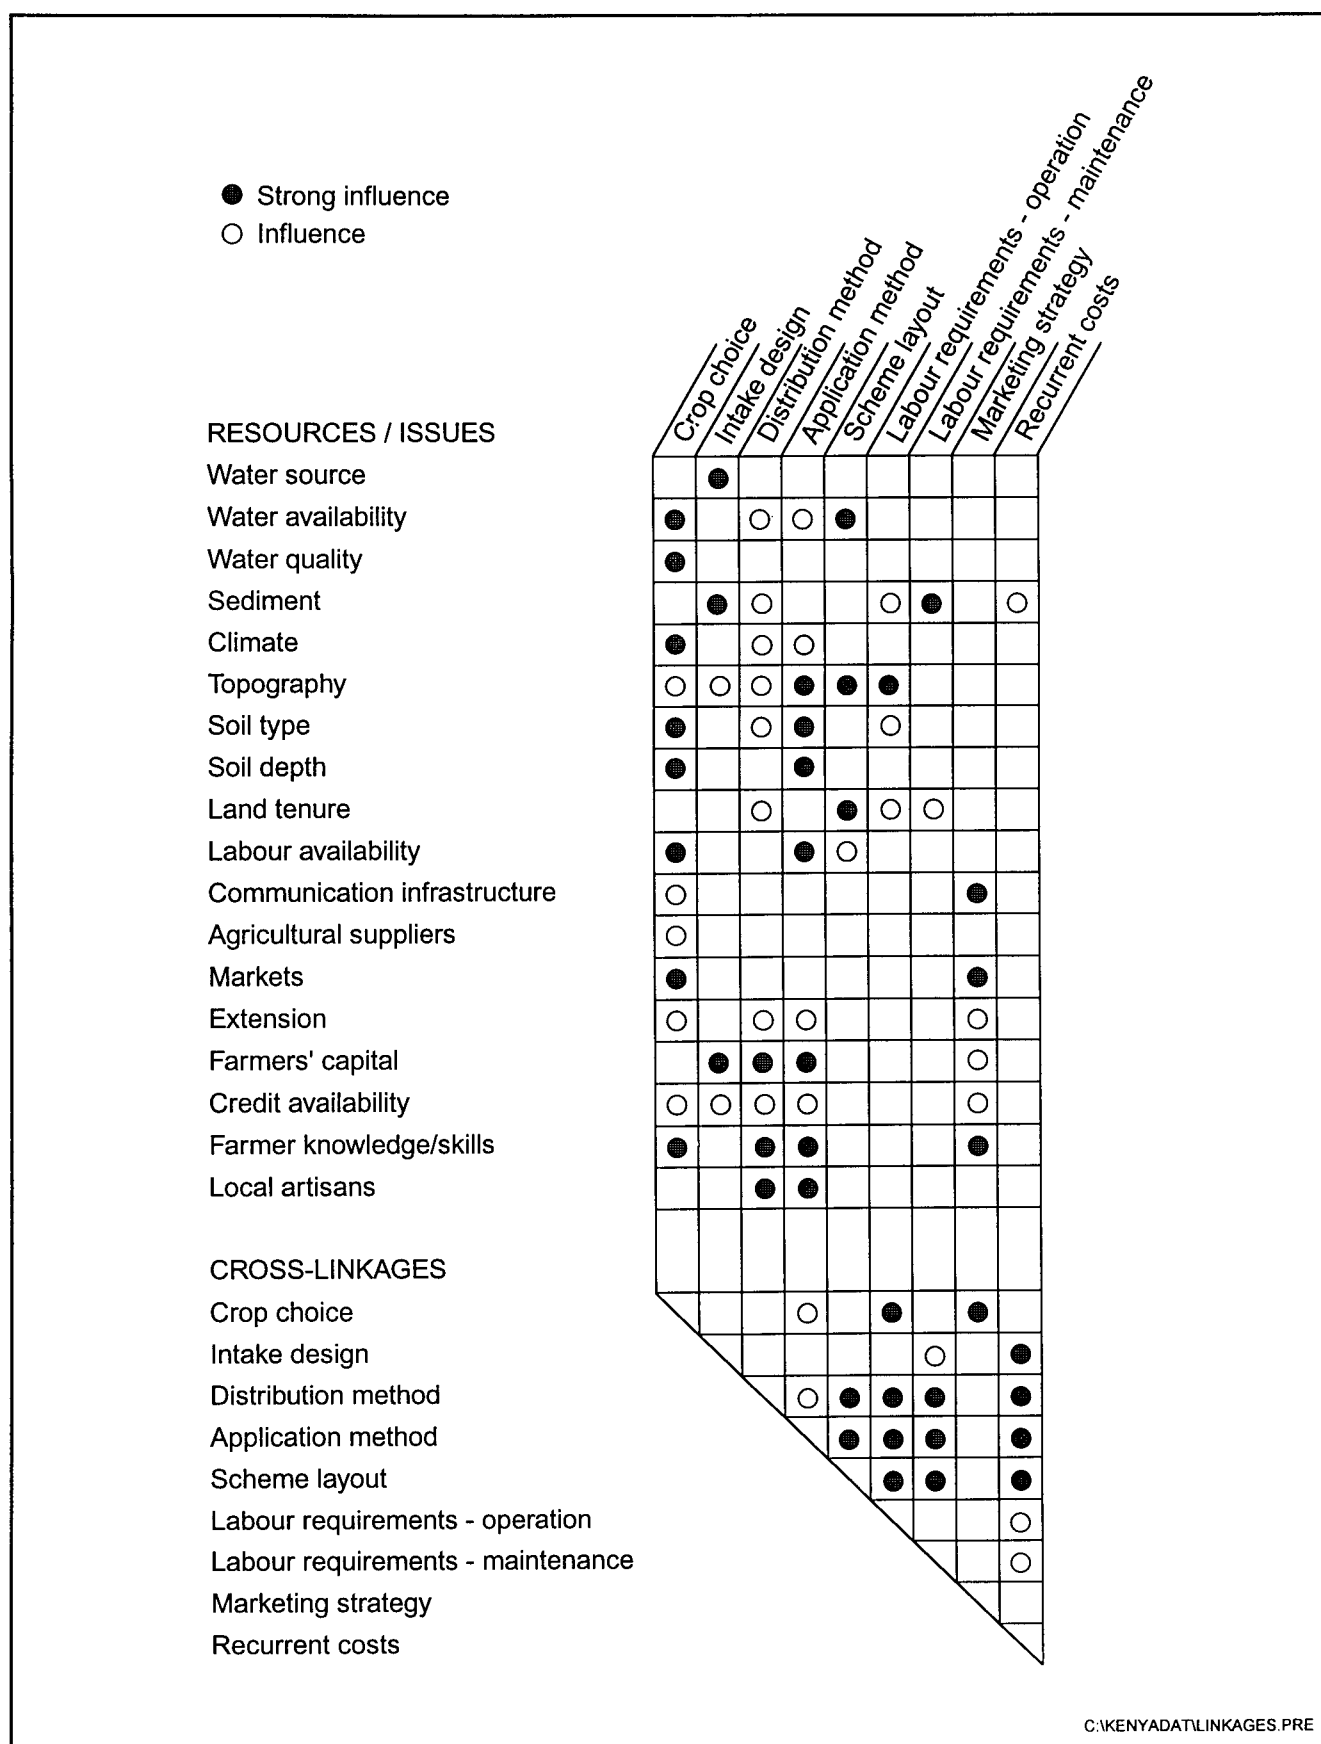 Strong influence
Influence
Crop choice
Intake design
Distribution method
Application method
Scheme layout
Labour requirements - operation
Labour requirements - maintenance
Marketing strategy
Recurrent costs
RESOURCES / ISSUES
Water source
Water availability
Water quality
Sediment
Climate
Topography
Soil type
Soil depth
Land tenure
Labour availability
Communication infrastructure
Agricultural suppliers
Markets
Extension
Farmers' capital
Credit availability
Farmer knowledge/skills
Local artisans
CROSS-LINKAGES
Crop choice
Intake design
Distribution method
Application method
Scheme layout
Labour requirements - operation
Labour requirements - maintenance
Marketing strategy
Recurrent costs
C:\KENYADAT\LINKAGES.PRE